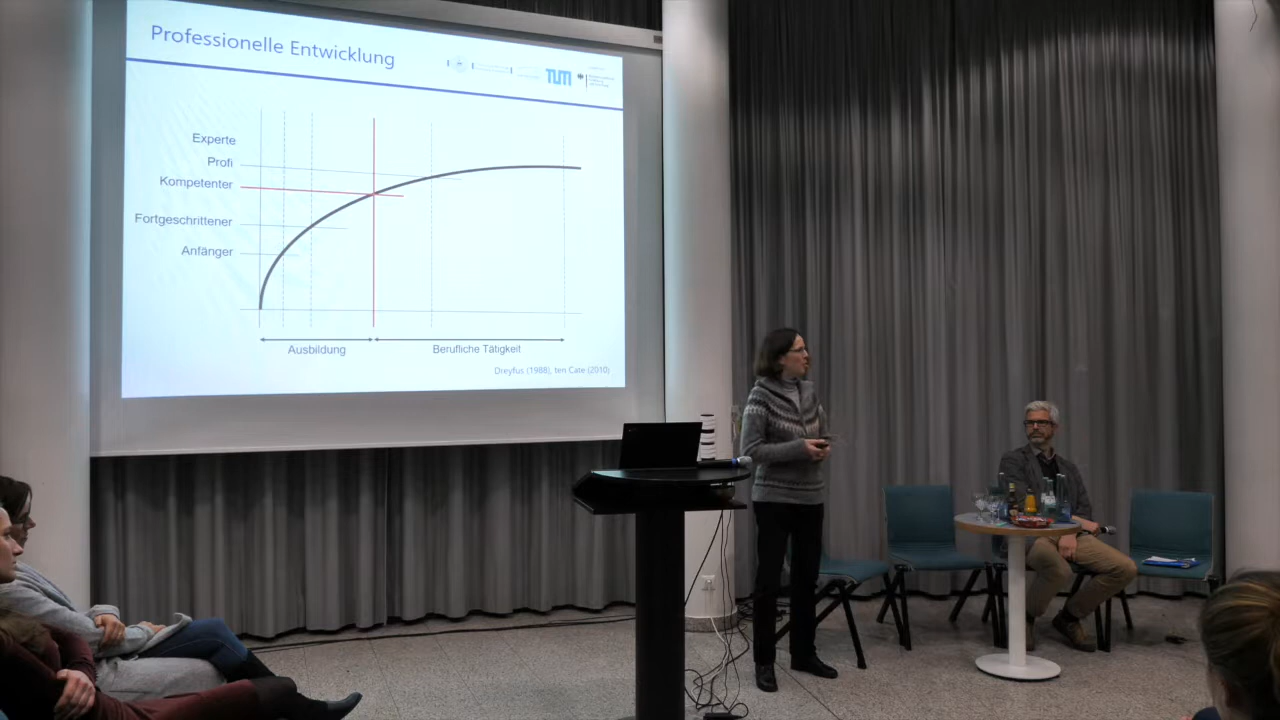 Professionelle Entwicklung
TUM
Experte
Profi
Kompetenter
Fortgeschrittener
Anfänger
Ausbildung
Berufliche Tätigkeit
Dreyfus (1988), ten Cate (2010)